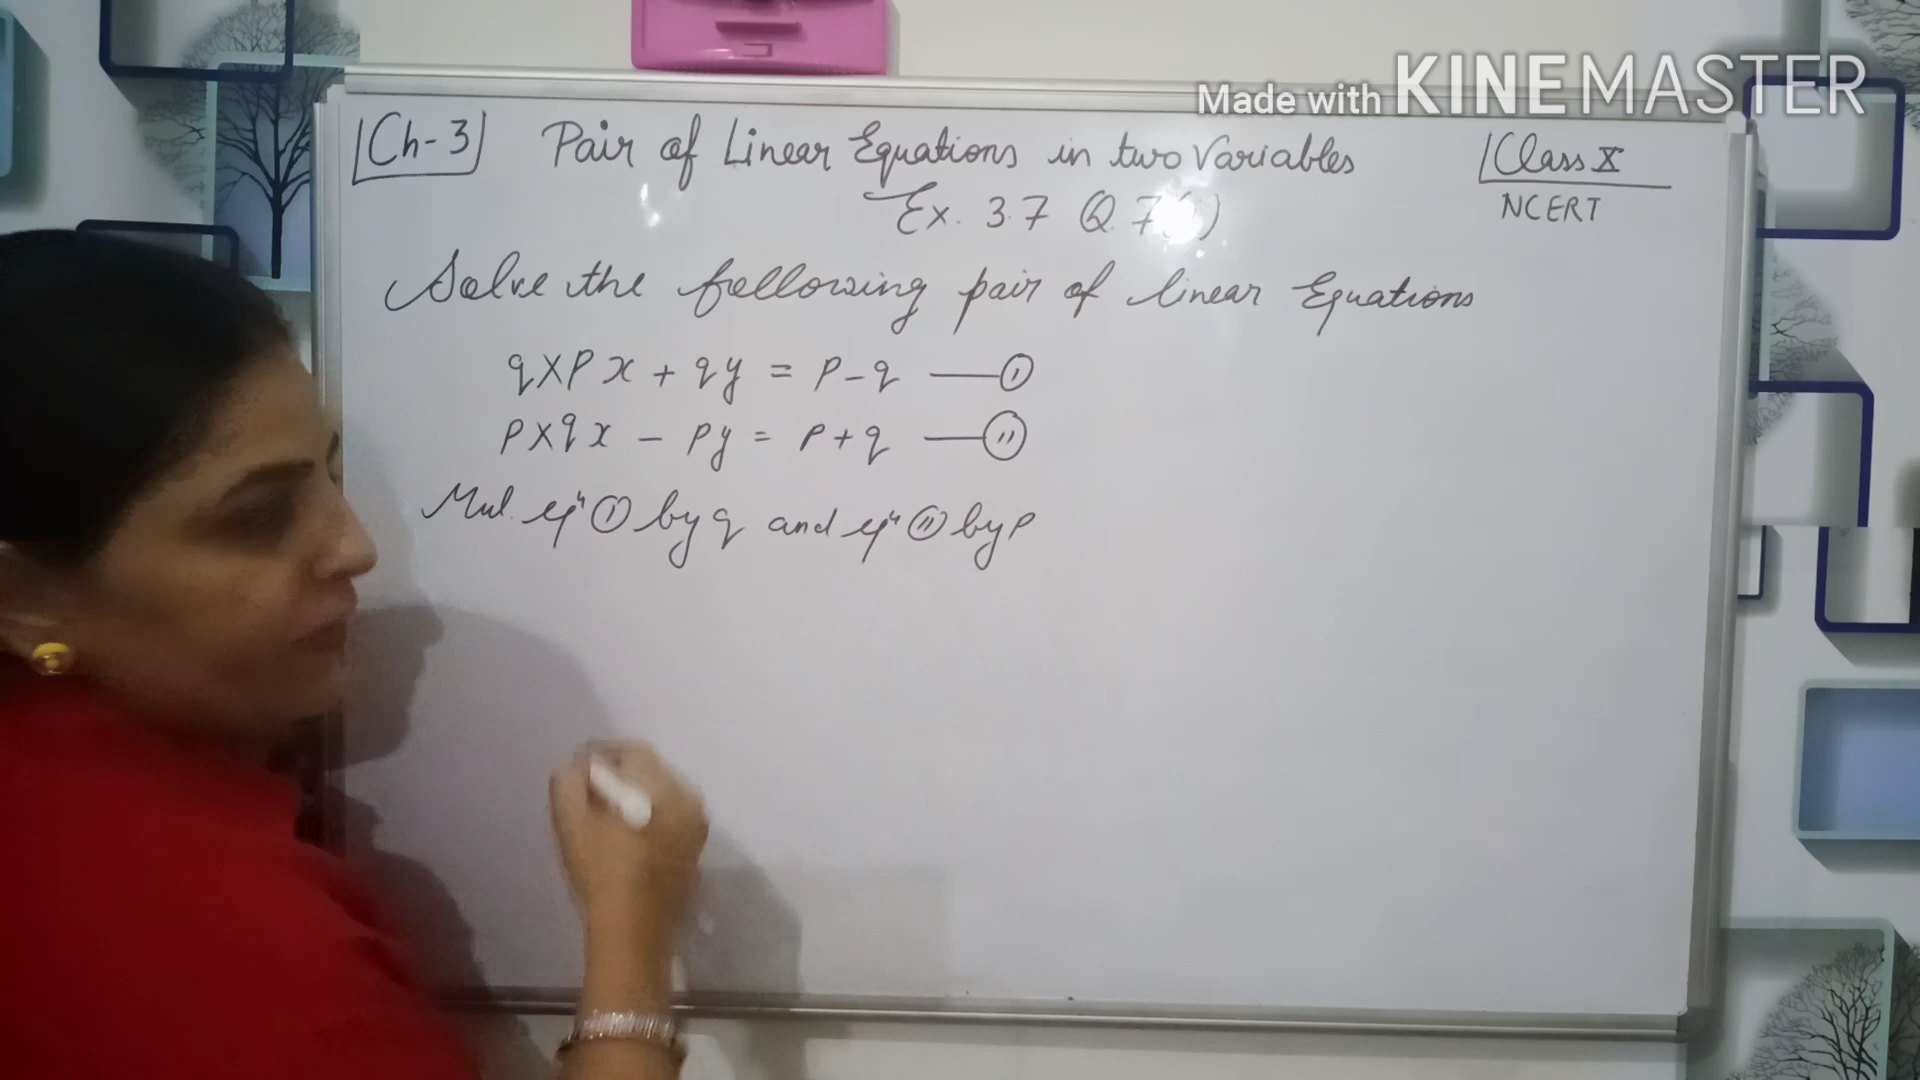 Made with KINEMASTER
Ch-3 Pair of Linear Equations in two Variables Class X
Ex. 3.7 Q.7( ) NCERT
Solve the following pair of linear Equations
q×px + qy = p-q —①
p×qx - py = p+q —⑪
Mul. eqⁿ ① by q and eqⁿ ⑪ by p